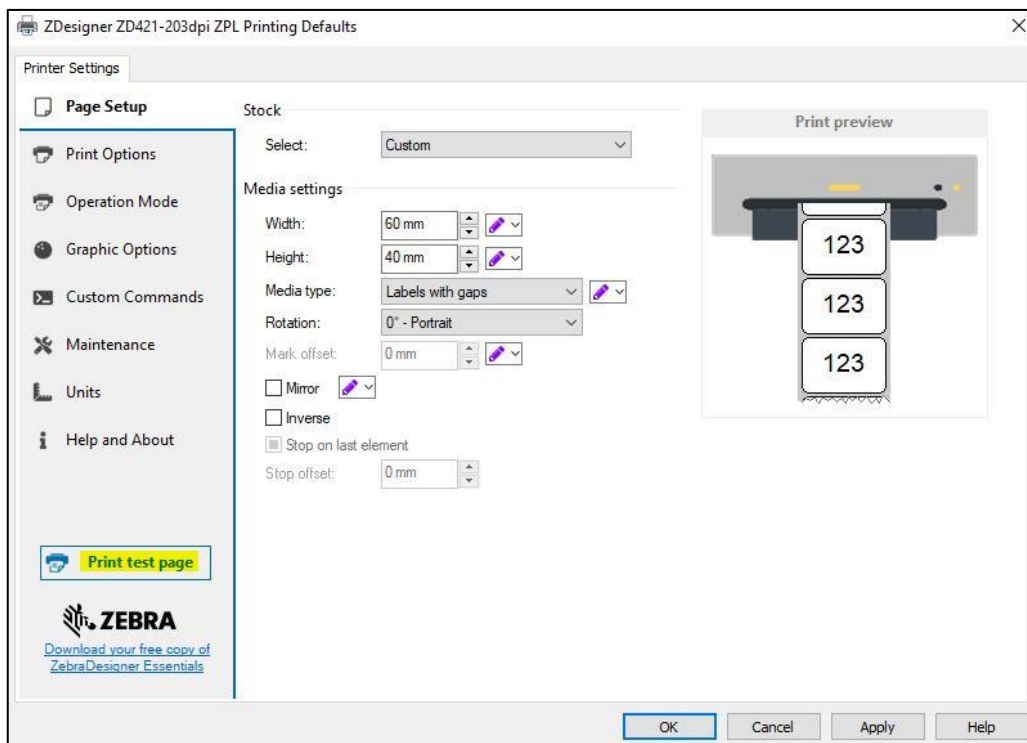 ZDesigner ZD421-203dpi ZPL Printing Defaults
Printer Settings
Page Setup
Print Options
Operation Mode
Graphic Options
Custom Commands
Maintenance
Units
Help and About
Print test page
ZEBRA
Download your free copy of
ZebraDesigner Essentials
Stock
Select: Custom
Media settings
Width: 60 mm
Height: 40 mm
Media type: Labels with gaps
Rotation: 0° - Portrait
Mark offset: 0 mm
Mirror
Inverse
Stop on last element
Stop offset: 0 mm
Print preview
123
123
123
OK Cancel Apply Help